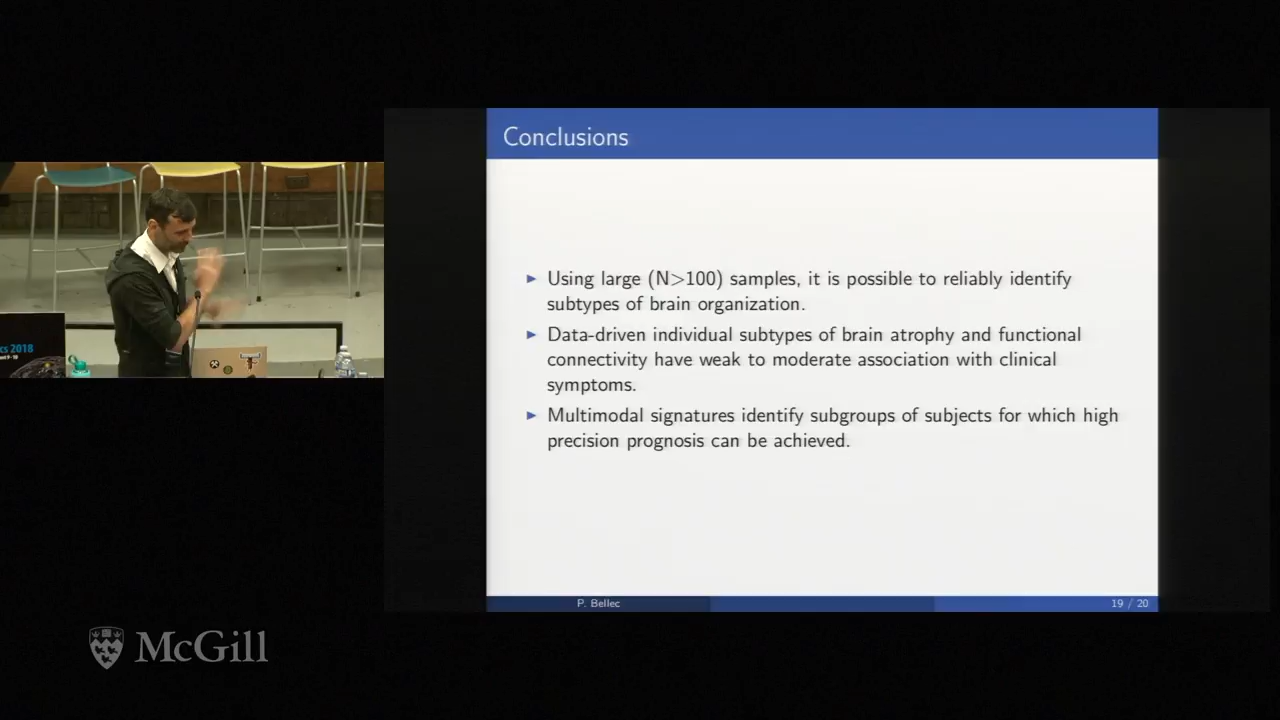 Conclusions
Using large (N>100) samples, it is possible to reliably identify
subtypes of brain organization.
Data-driven individual subtypes of brain atrophy and functional
connectivity have weak to moderate association with clinical
symptoms.
Multimodal signatures identify subgroups of subjects for which high
precision prognosis can be achieved.
P. Bellec
19 / 20
cs 2018
McGill